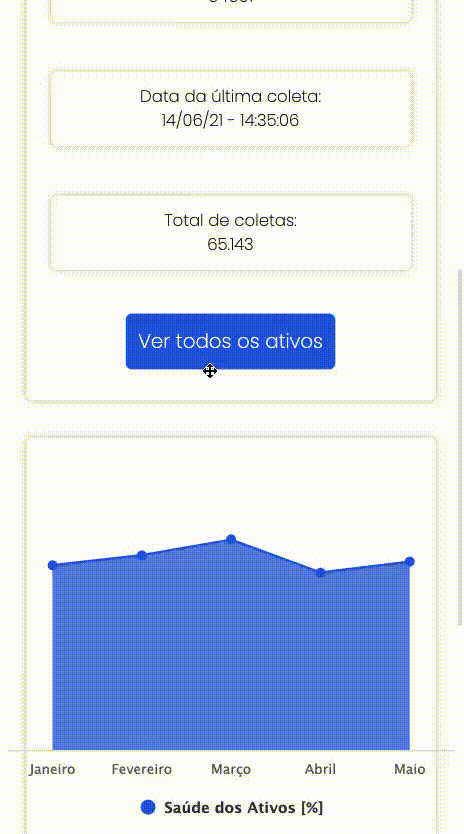 Data da última coleta:
14/06/21 - 14:35:06
Total de coletas:
65.143
Ver todos os ativos
Janeiro Fevereiro Março Abril Maio
Saúde dos Ativos [%]